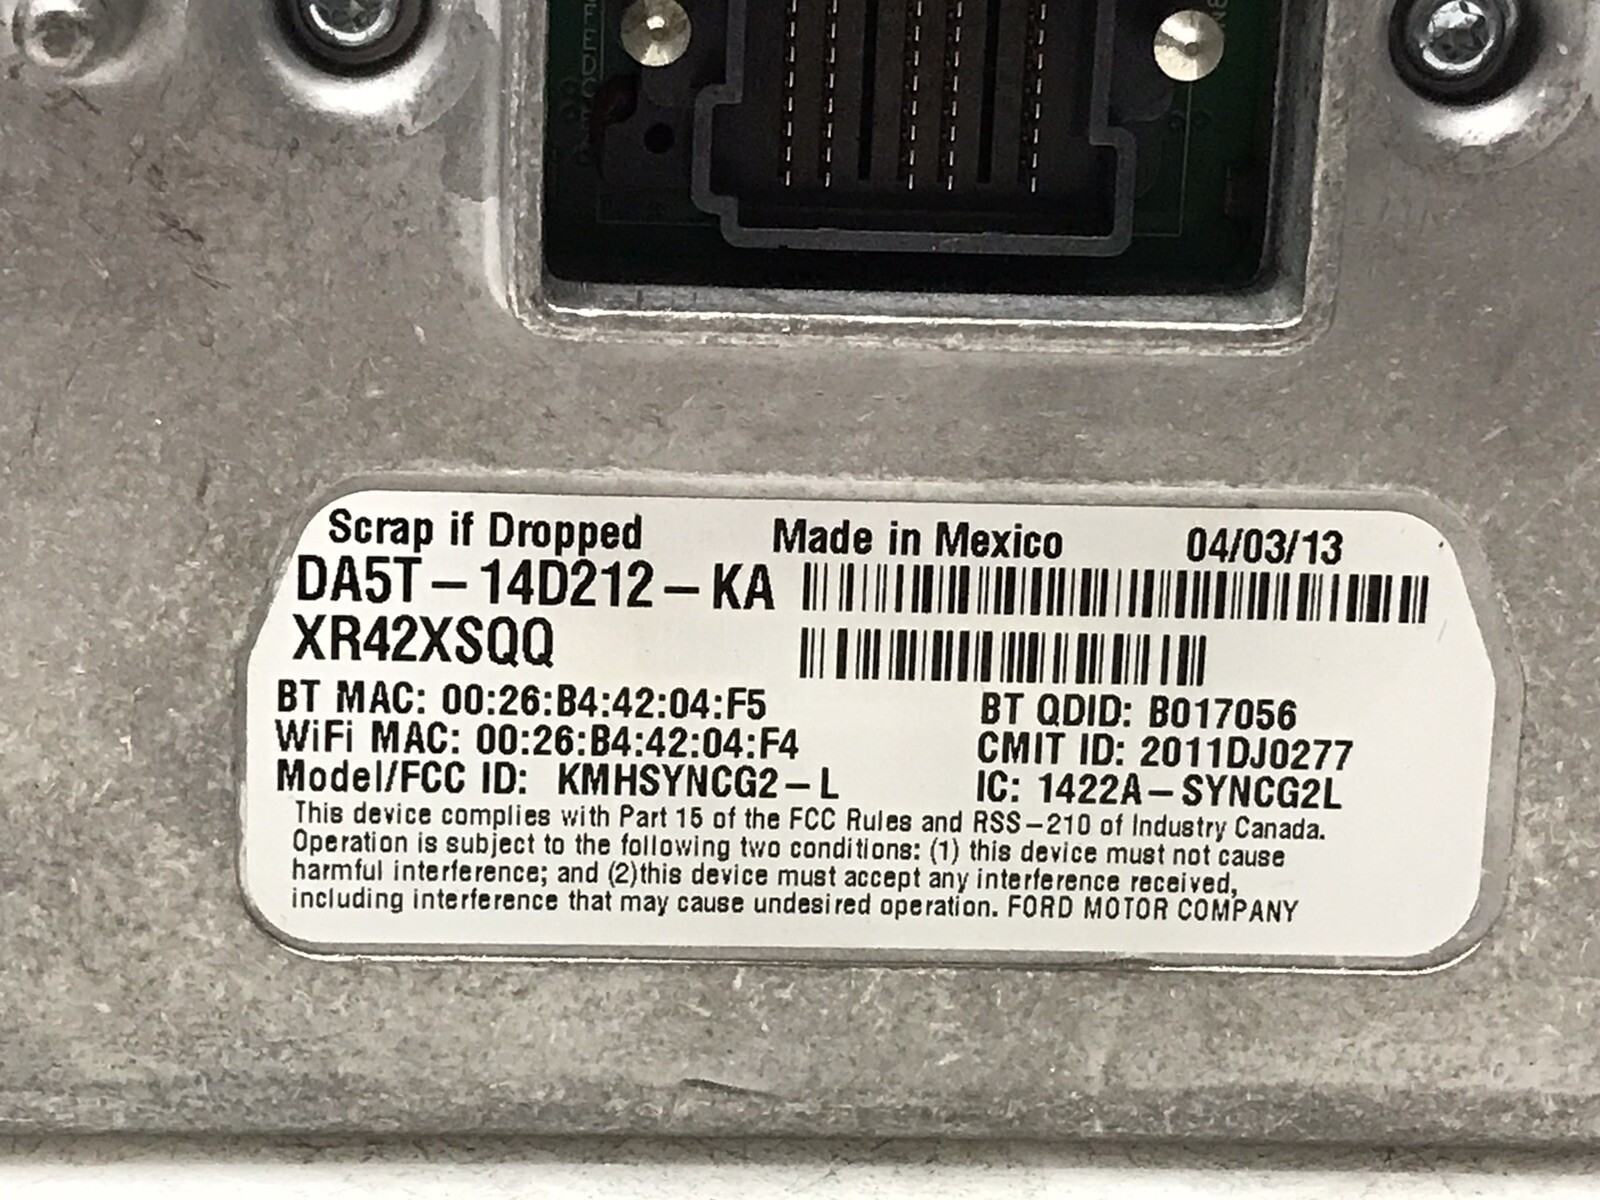 Scrap if Dropped Made in Mexico 04/03/13
DA5T-14D212-KA
XR42XSQQ
BT MAC: 00:26:B4:42:04:F5 BT QDID: B017056
WiFi MAC: 00:26:B4:42:04:F4 CMIT ID: 2011DJ0277
Model/FCC ID: KMHSYNCG2-L IC: 1422A-SYNCG2L
This device complies with Part 15 of the FCC Rules and RSS-210 of Industry Canada.
Operation is subject to the following two conditions: (1) this device must not cause
harmful interference; and (2)this device must accept any interference received,
including interference that may cause undesired operation. FORD MOTOR COMPANY